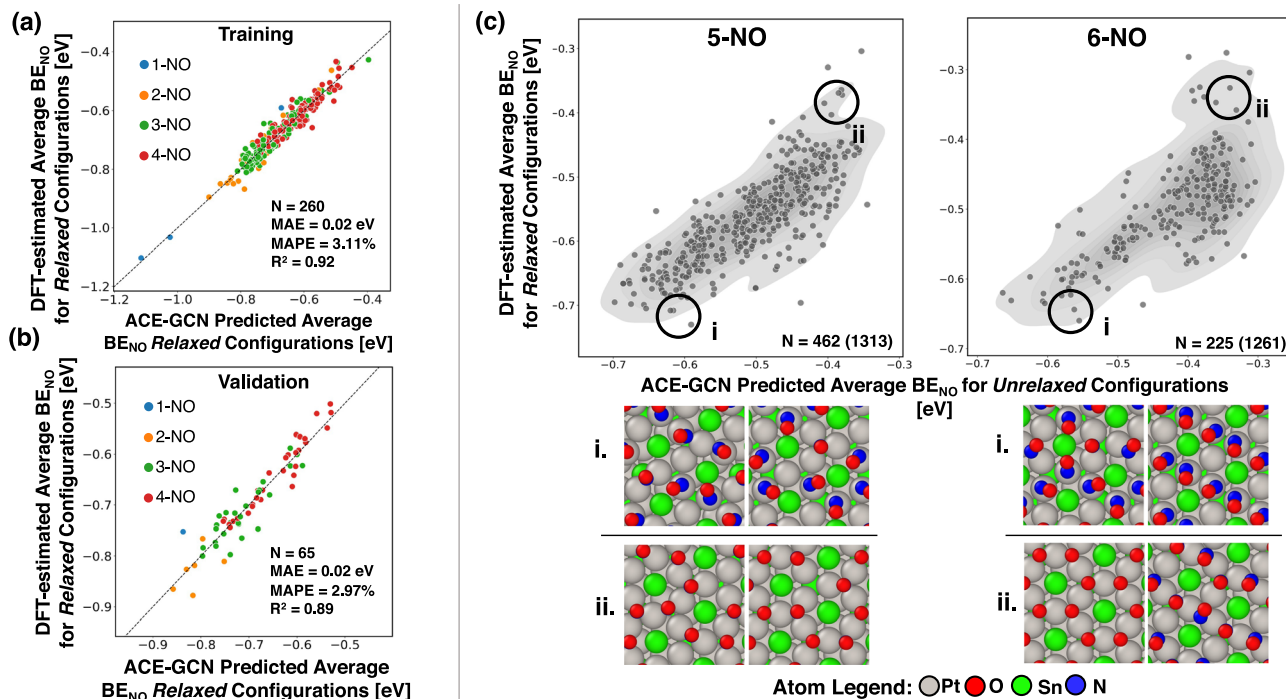 (a)
Training
DFT-estimated Average BE_NO
for Relaxed Configurations [eV]
−0.4
−0.6
−0.8
−1.0
−1.2
1-NO
2-NO
3-NO
4-NO
N = 260
MAE = 0.02 eV
MAPE = 3.11%
R² = 0.92
−1.2 −1.0 −0.8 −0.6 −0.4
ACE-GCN Predicted Average
BE_NO Relaxed Configurations [eV]
(b)
Validation
DFT-estimated Average BE_NO
for Relaxed Configurations [eV]
−0.5
−0.6
−0.7
−0.8
−0.9
1-NO
2-NO
3-NO
4-NO
N = 65
MAE = 0.02 eV
MAPE = 2.97%
R² = 0.89
−0.9 −0.8 −0.7 −0.6 −0.5
ACE-GCN Predicted Average
BE_NO Relaxed Configurations [eV]
(c)
DFT-estimated Average BE_NO
for Relaxed Configurations [eV]
5-NO
−0.3
−0.4
−0.5
−0.6
−0.7
ii
i
N = 462 (1313)
−0.7 −0.6 −0.5 −0.4 −0.3
6-NO
−0.3
−0.4
−0.5
−0.6
−0.7
ii
i
N = 225 (1261)
−0.7 −0.6 −0.5 −0.4 −0.3
ACE-GCN Predicted Average BE_NO for Unrelaxed Configurations
[eV]
i.
ii.
i.
ii.
Atom Legend: Pt O Sn N